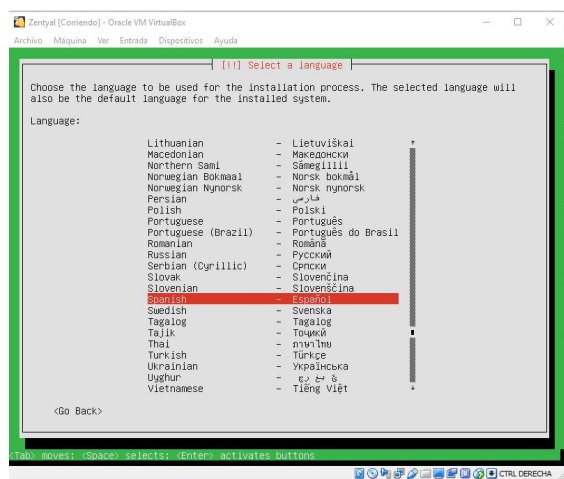 Zentyal [Corriendo] - Oracle VM VirtualBox
Archivo Máquina Ver Entrada Dispositivos Ayuda
[!!] Select a language
Choose the language to be used for the installation process. The selected language will
also be the default language for the installed system.
Language:
Lithuanian - Lietuviškai
Macedonian - Македонски
Northern Sami - Sámegillii
Norwegian Bokmaal - Norsk bokmål
Norwegian Nynorsk - Norsk nynorsk
Persian - فارسی
Polish - Polski
Portuguese - Português
Portuguese (Brazil) - Português do Brasil
Romanian - Română
Russian - Русский
Serbian (Cyrillic) - Српски
Slovak - Slovenčina
Slovenian - Slovenščina
Spanish - Español
Swedish - Svenska
Tagalog - Tagalog
Tajik - Тоҷикӣ
Thai - ภาษาไทย
Turkish - Türkçe
Ukrainian - Українська
Uyghur -
Vietnamese - Tiếng Việt
<Go Back>
<Tab> moves; <Space> selects; <Enter> activates buttons
CTRL DERECHA